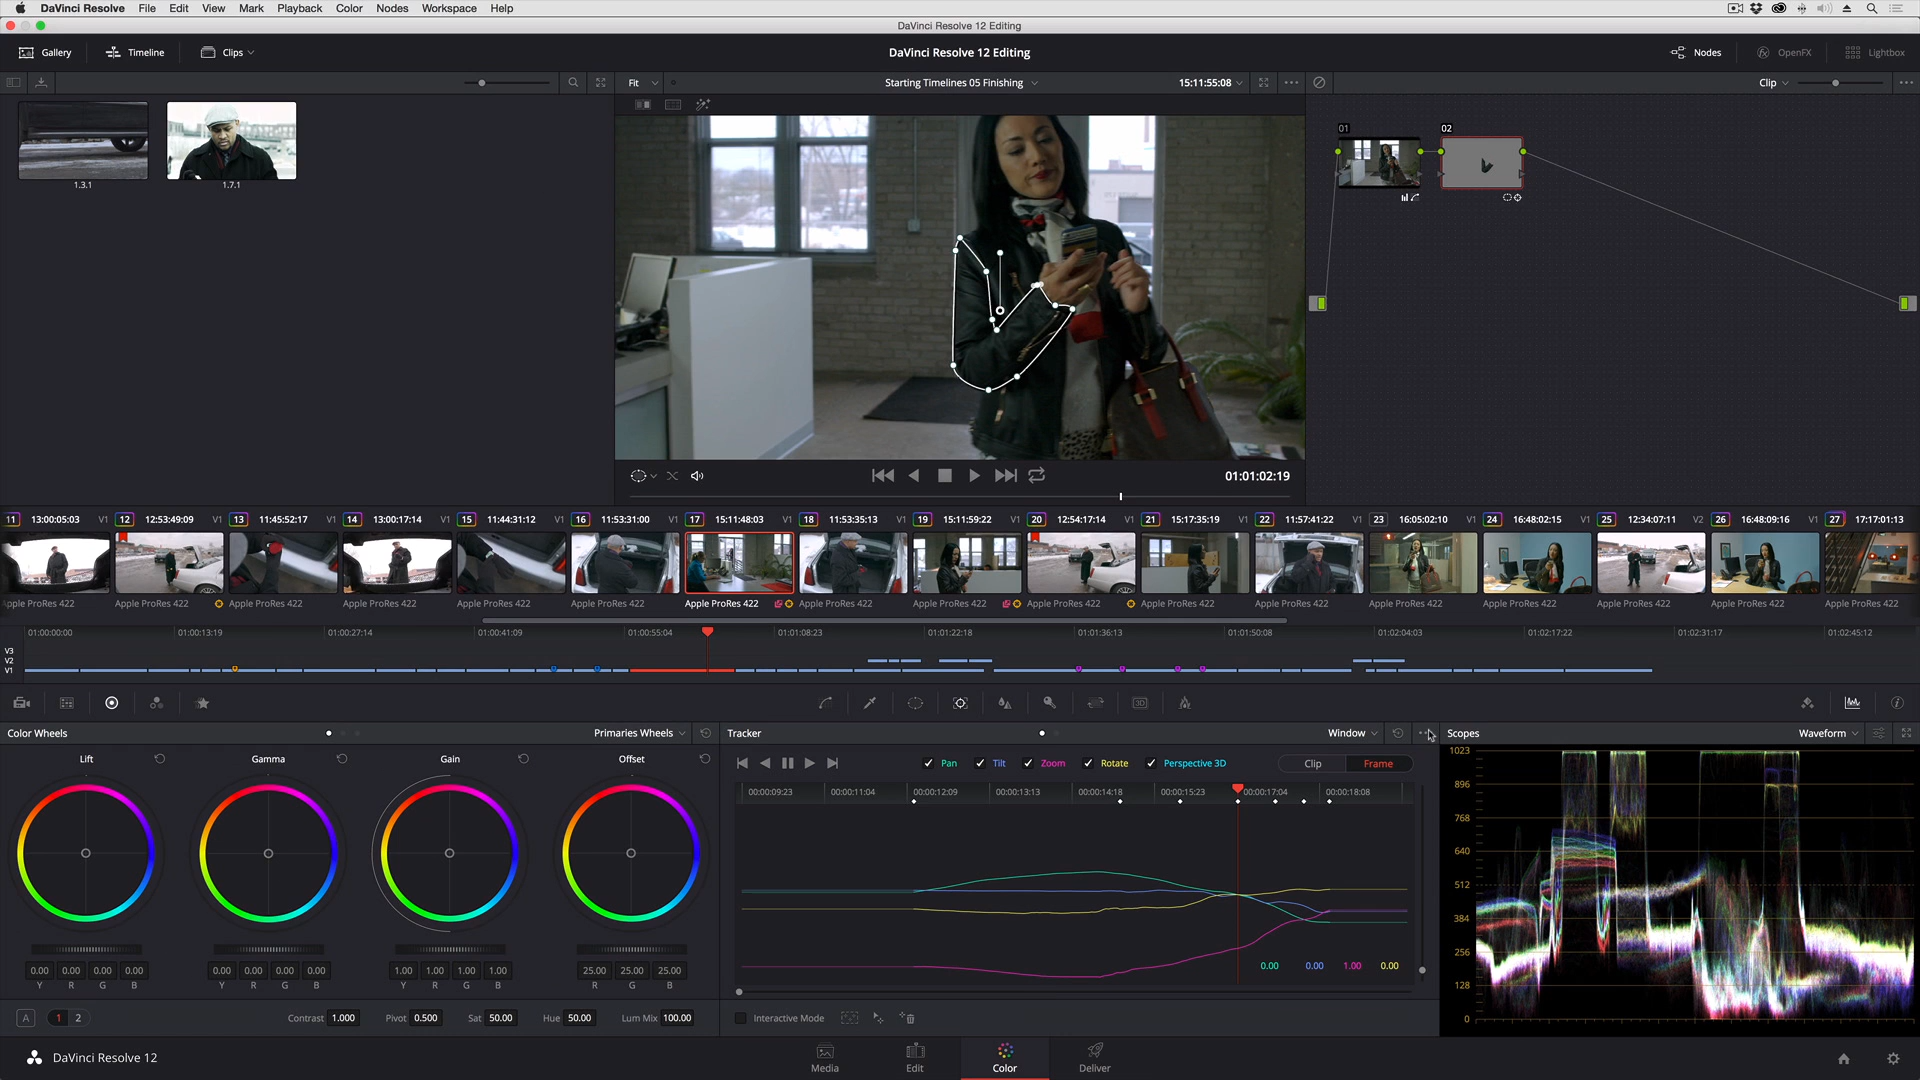 DaVinci Resolve File Edit View Mark Playback Color Nodes Workspace Help
DaVinci Resolve 12 Editing
Gallery Timeline Clips DaVinci Resolve 12 Editing Nodes OpenFX Lightbox
Fit Starting Timelines 05 Finishing 15:11:55:08 Clip
01 02
1.3.1 1.7.1
01:01:02:19
11 13:00:05:03 V1 12 12:53:49:09 V1 13 11:45:52:17 V1 14 13:00:17:14 V1 15 11:44:31:12 V1 16 11:53:31:00 V1 17 15:11:48:03 V1 18 11:53:35:13 V1 19 15:11:59:22 V1 20 12:54:17:14 V1 21 15:17:35:19 V1 22 11:57:41:22 V1 23 16:05:02:10 V1 24 16:48:02:15 V1 25 12:34:07:11 V2 26 16:48:09:16 V1 27 17:17:01:13
Apple ProRes 422 Apple ProRes 422 Apple ProRes 422 Apple ProRes 422 Apple ProRes 422 Apple ProRes 422 Apple ProRes 422 Apple ProRes 422 Apple ProRes 422 Apple ProRes 422 Apple ProRes 422 Apple ProRes 422 Apple ProRes 422 Apple ProRes 422 Apple ProRes 422 Apple ProRes 422 Apple ProRes 422
01:00:00:00 01:00:13:19 01:00:27:14 01:00:41:09 01:00:55:04 01:01:08:23 01:01:22:18 01:01:36:13 01:01:50:08 01:02:04:03 01:02:17:22 01:02:31:17 01:02:45:12
V3
V2
V1
3D
Color Wheels Primaries Wheels
Lift Gamma Gain Offset
0.00 0.00 0.00 0.00 0.00 0.00 0.00 0.00 1.00 1.00 1.00 1.00 25.00 25.00 25.00
Y R G B Y R G B Y R G B R G B
A 1 2 Contrast 1.000 Pivot 0.500 Sat 50.00 Hue 50.00 Lum Mix 100.00
Tracker Window
Pan Tilt Zoom Rotate Perspective 3D Clip Frame
00:00:09:23 00:00:11:04 00:00:12:09 00:00:13:13 00:00:14:18 00:00:15:23 00:00:17:04 00:00:18:08
0.00 0.00 1.00 0.00
Interactive Mode
Scopes Waveform
1023
896
768
640
512
384
256
128
0
DaVinci Resolve 12 Media Edit Color Deliver